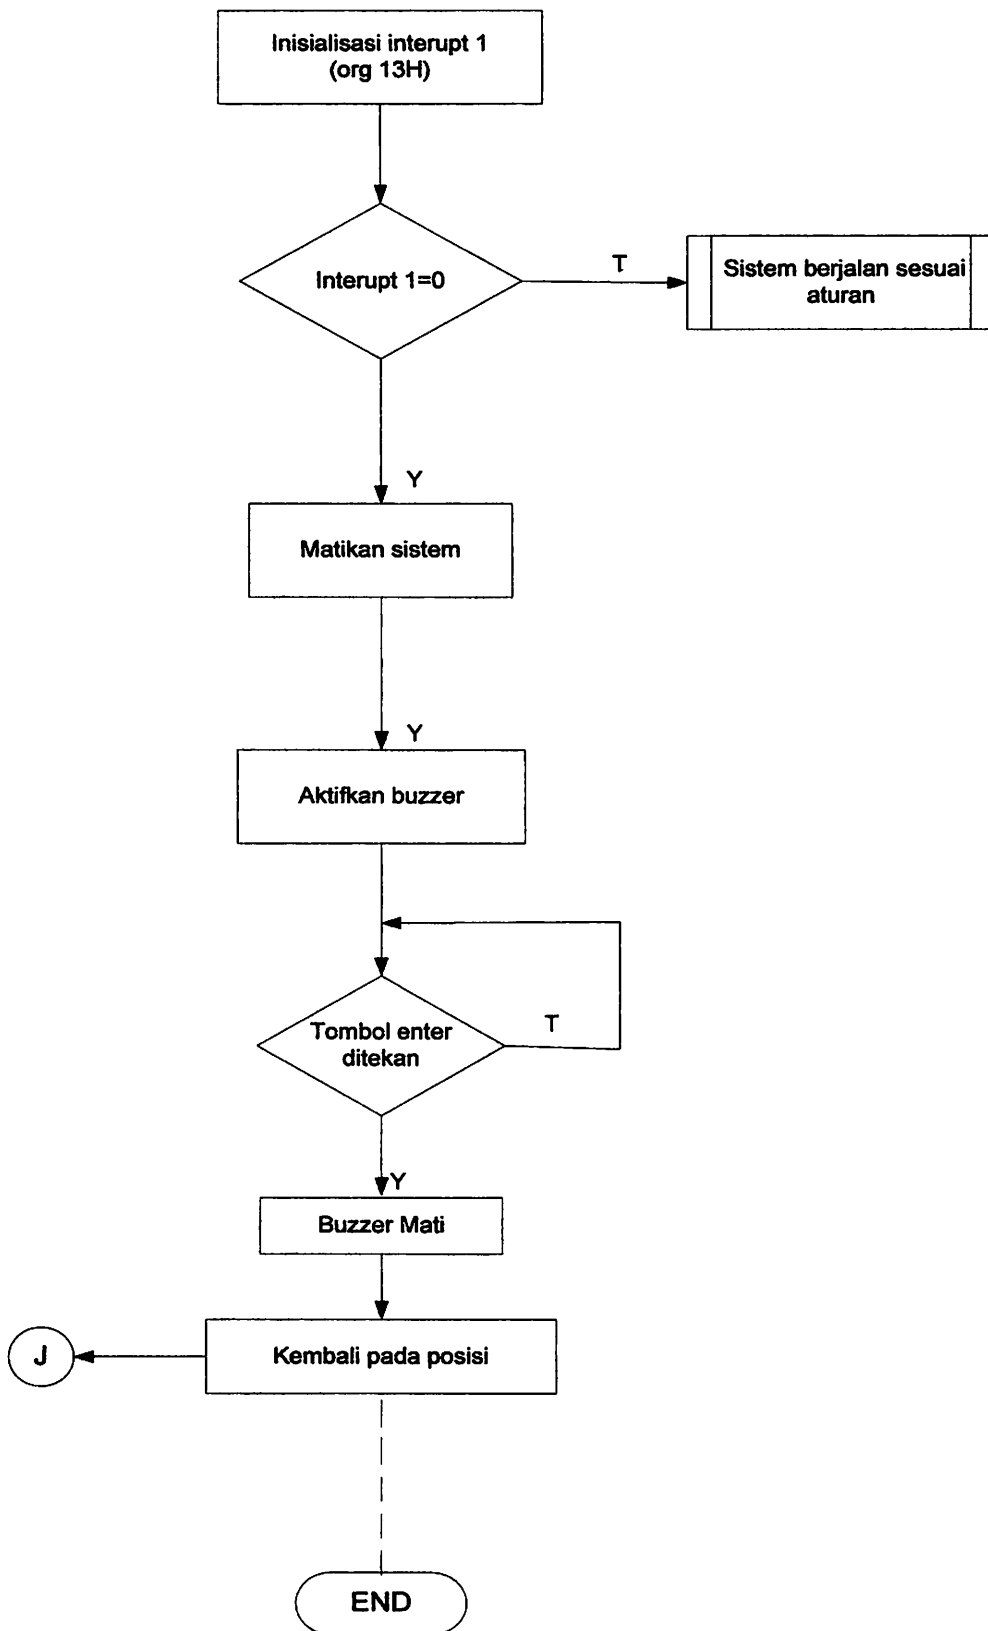 Inisialisasi interupt 1
(org 13H)
Interupt 1=0
T
Sistem berjalan sesuai
aturan
Y
Matikan sistem
Y
Aktifkan buzzer
Tombol enter
ditekan
T
Y
Buzzer Mati
Kembali pada posisi
J
END